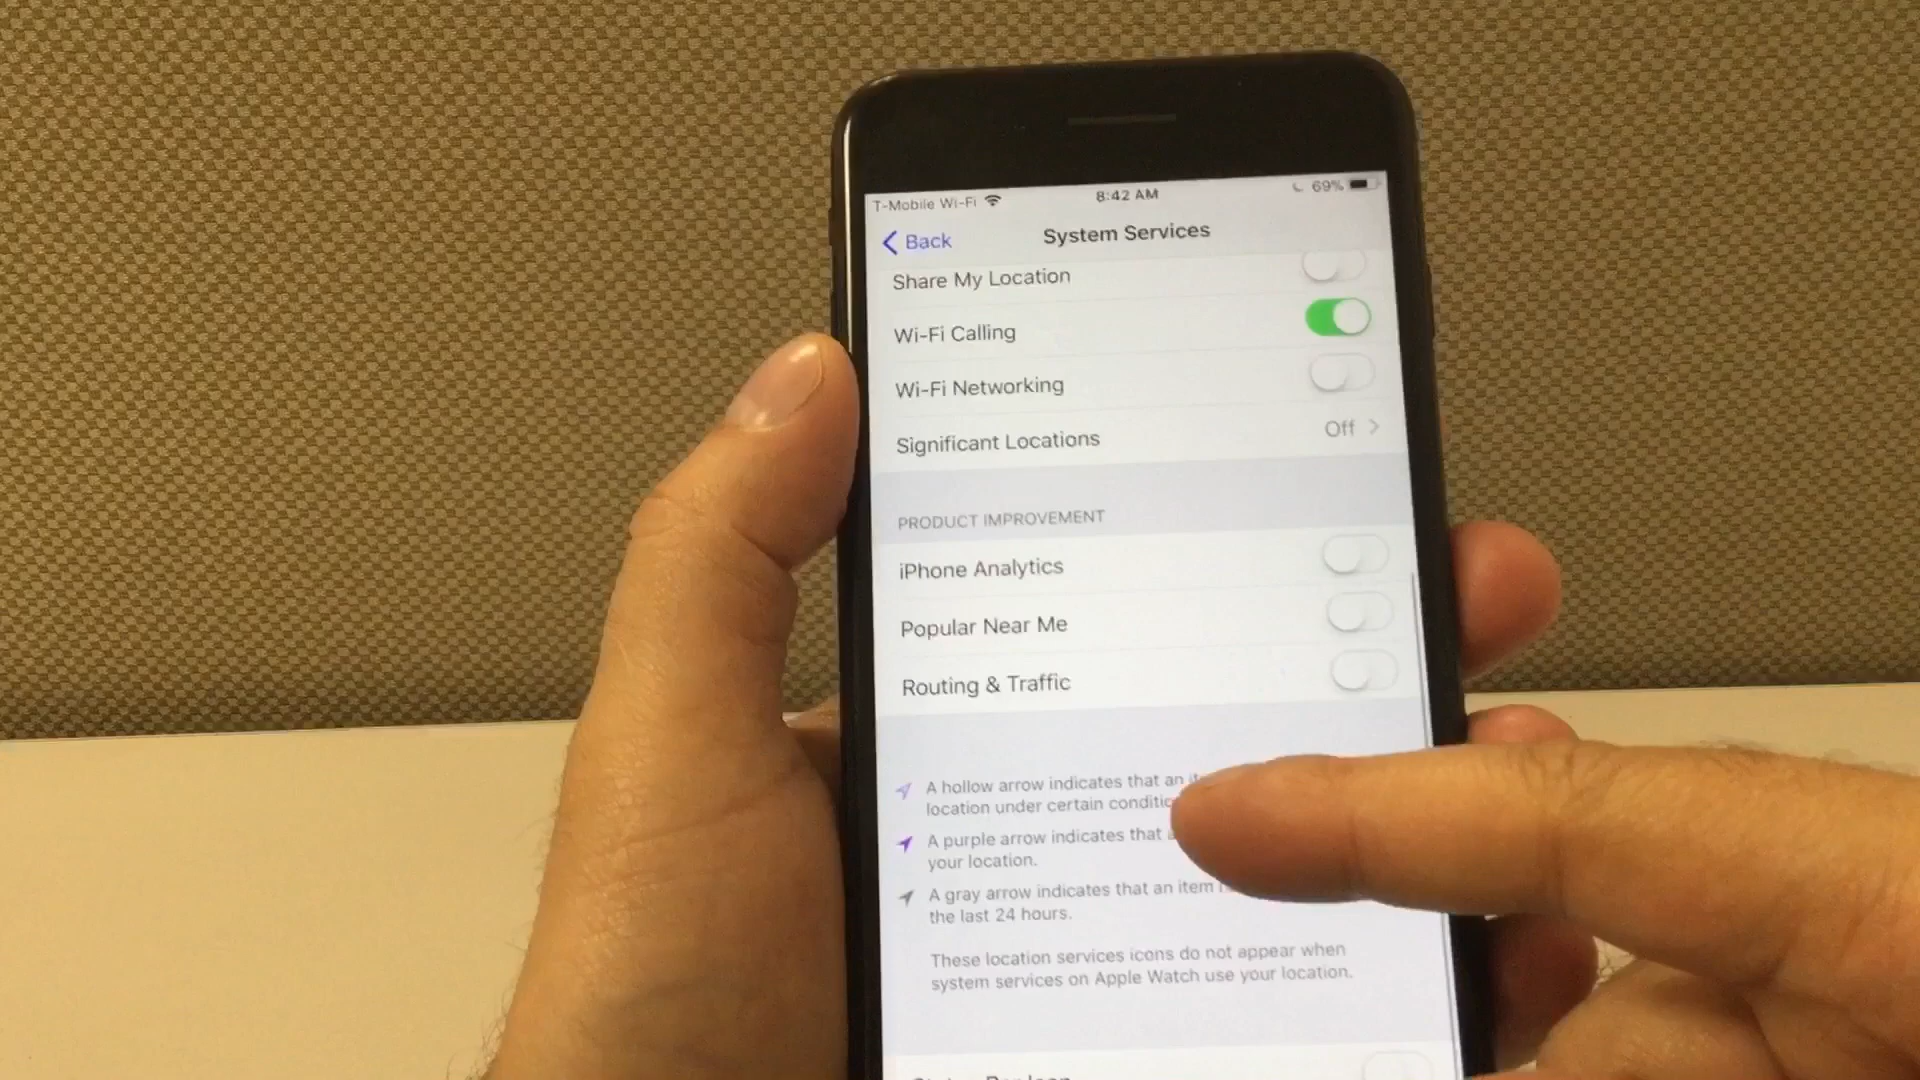 T-Mobile Wi-Fi 8:42 AM 69%
Back System Services
Share My Location
Wi-Fi Calling
Wi-Fi Networking
Significant Locations Off
PRODUCT IMPROVEMENT
iPhone Analytics
Popular Near Me
Routing & Traffic
A hollow arrow indicates that an
location under certain
A purple arrow indicates that
your location.
A gray arrow indicates that an item
the last 24 hours.
These location services icons do not appear when
system services on Apple Watch use your location.